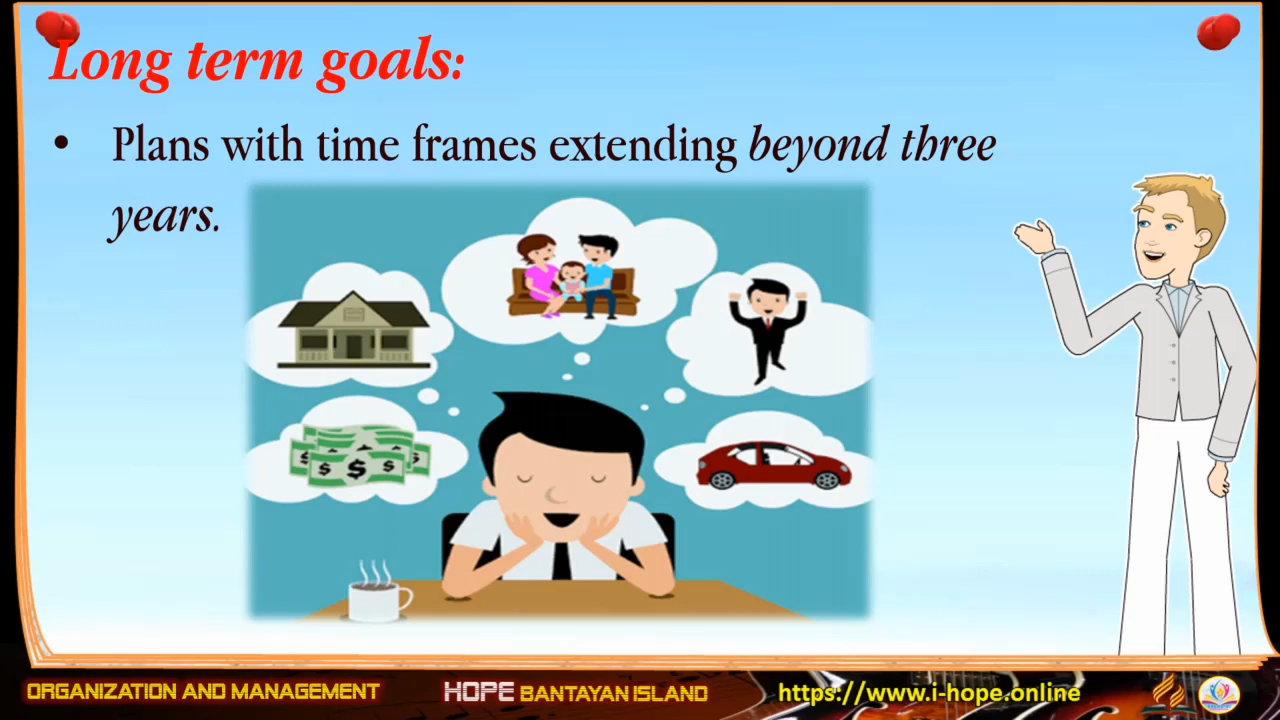 Long term goals:
• Plans with time frames extending beyond three
years.
$ $ $ $ $
ORGANIZATION AND MANAGEMENT
HOPE BANTAYAN ISLAND
https://www.i-hope.online